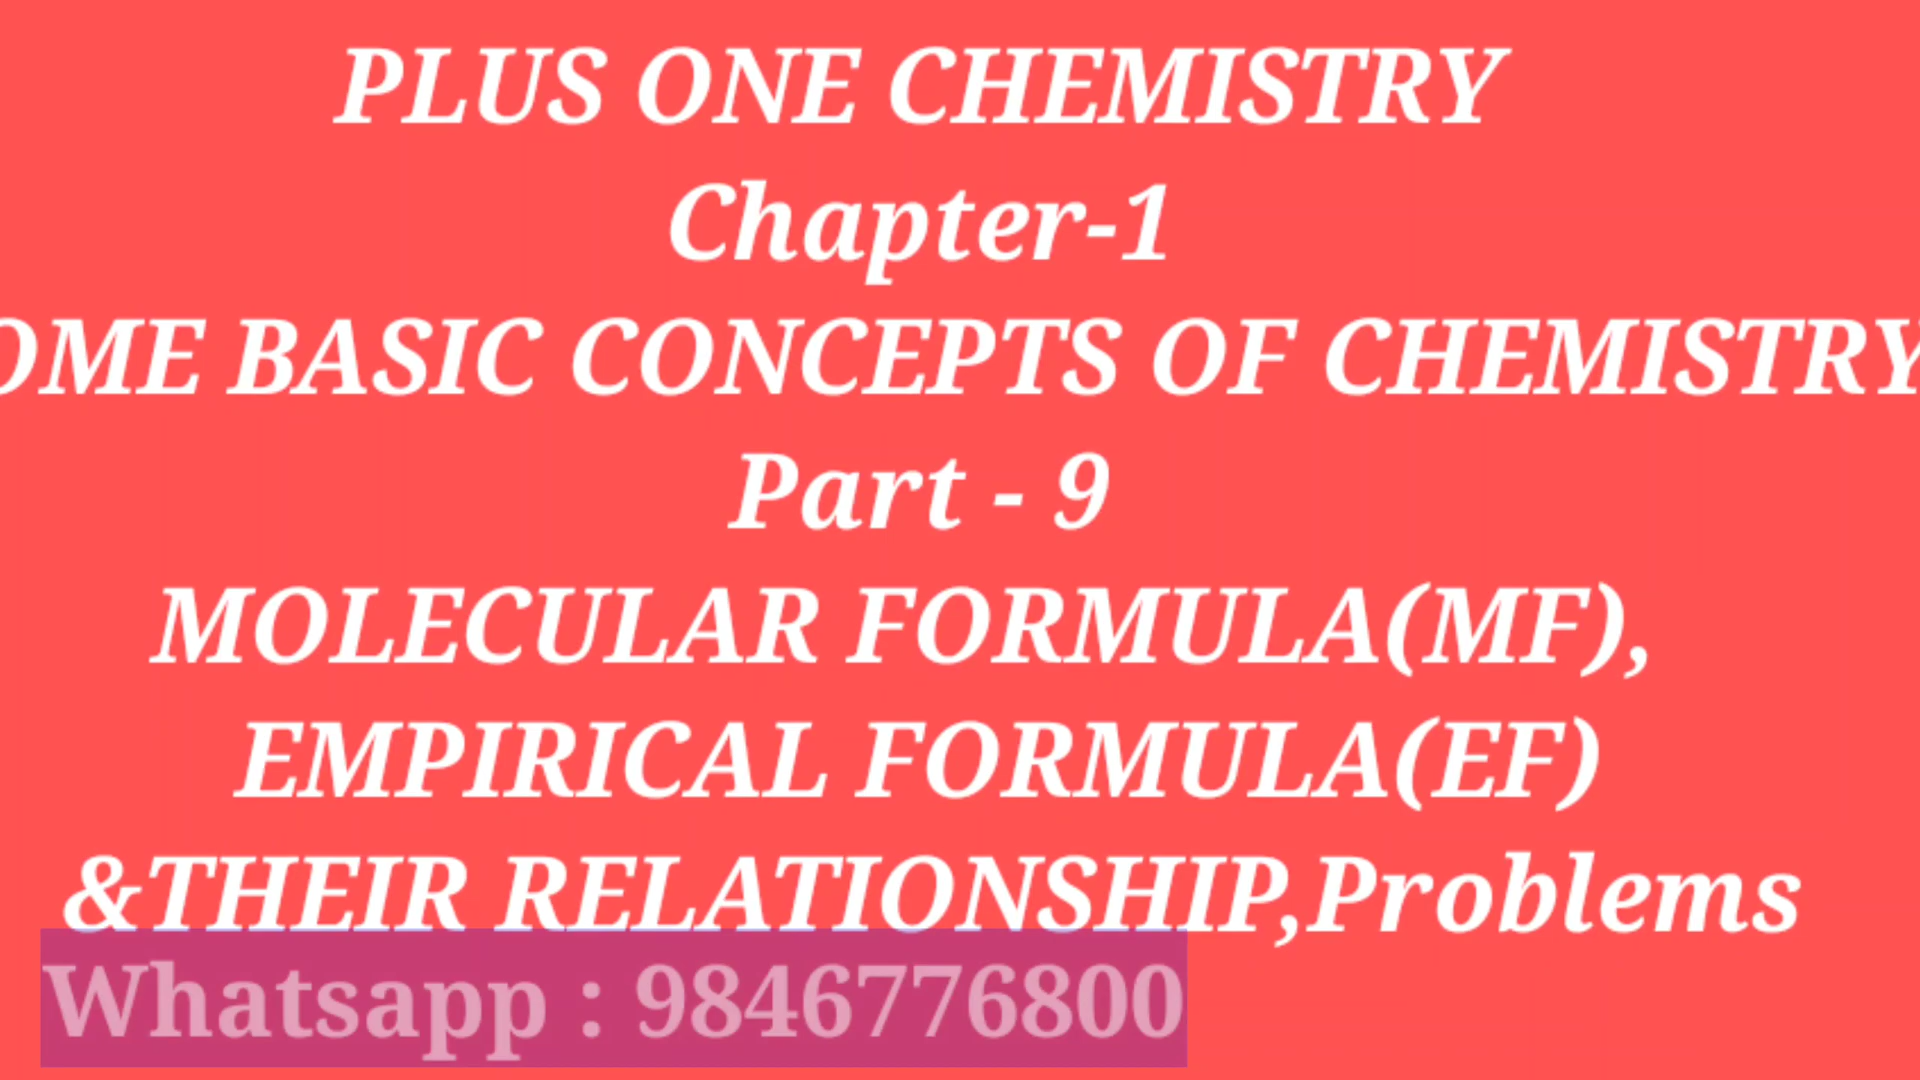 PLUS ONE CHEMISTRY
Chapter-1
OME BASIC CONCEPTS OF CHEMISTRY
Part - 9
MOLECULAR FORMULA(MF),
EMPIRICAL FORMULA(EF)
&THEIR RELATIONSHIP,Problems
Whatsapp : 9846776800